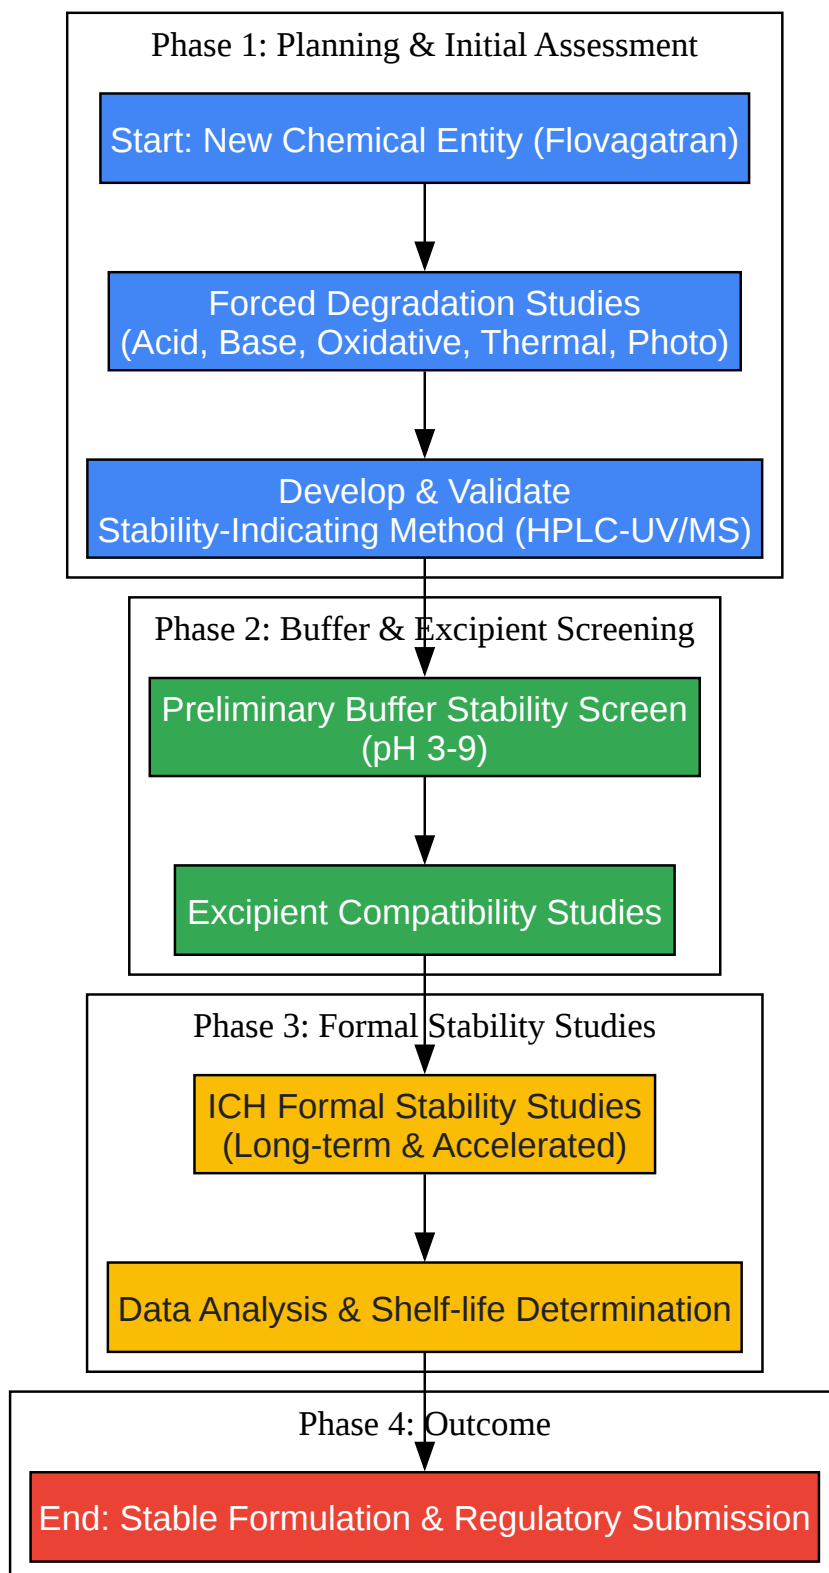 Phase 1: Planning & Initial Assessment
Start: New Chemical Entity (Flovagatran)
Forced Degradation Studies
(Acid, Base, Oxidative, Thermal, Photo)
Develop & Validate
Stability-Indicating Method (HPLC-UV/MS)
Phase 2: Buffer & Excipient Screening
Preliminary Buffer Stability Screen
(pH 3-9)
Excipient Compatibility Studies
Phase 3: Formal Stability Studies
ICH Formal Stability Studies
(Long-term & Accelerated)
Data Analysis & Shelf-life Determination
Phase 4: Outcome
End: Stable Formulation & Regulatory Submission